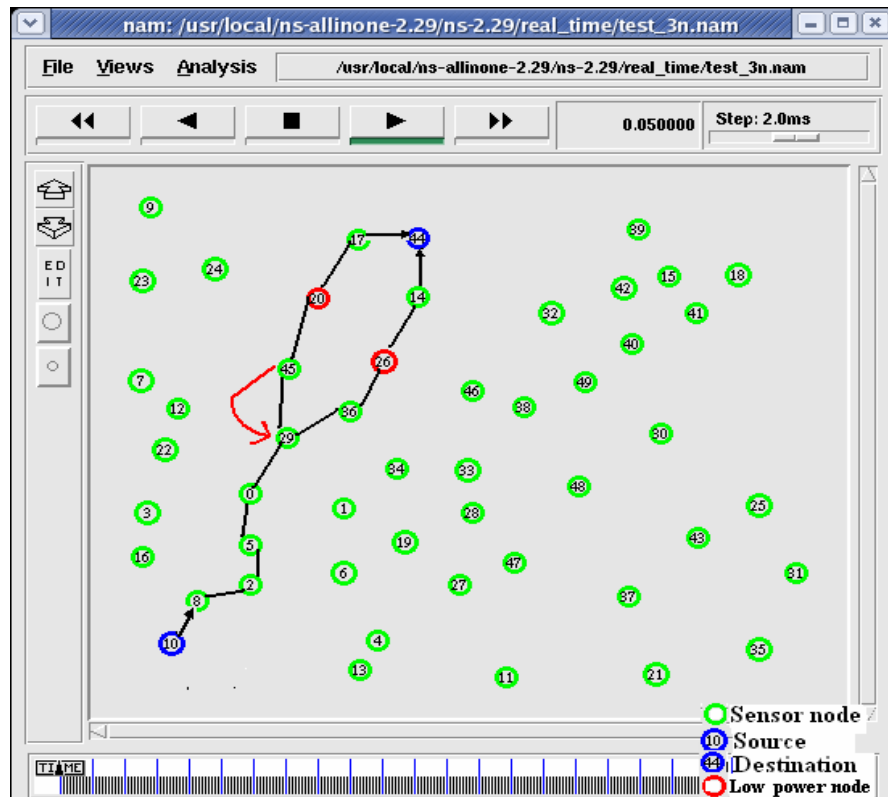 nam: /usr/local/ns-allinone-2.29/ns-2.29/real_time/test_3n.nam
File Views Analysis /usr/local/ns-allinone-2.29/ns-2.29/real_time/test_3n.nam
0.050000 Step: 2.0ms
9
17 44 39
24
23 15 18
42
20 14
32 41
40
26
45
7 49
46
12 36 38
29 30
22
34 33
0 48
1 25
3 28
5 19 43
16
47
6 31
2 27
8 37
10 4
35
13 11 21
ED
IT
TIME
Sensor node
10 Source
44 Destination
Low power node